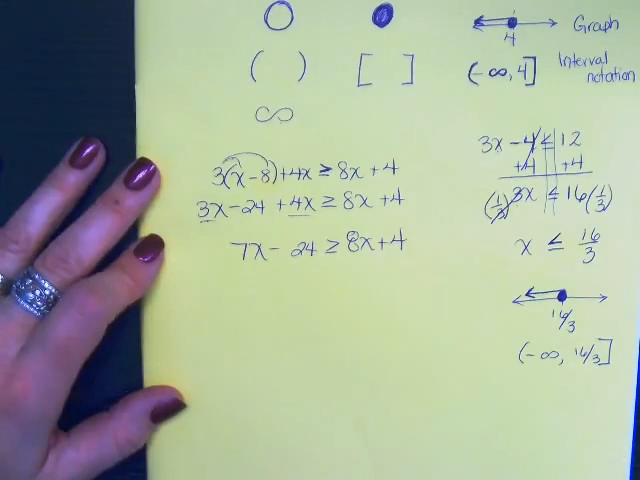 ( ) [ ]
∞
3(x-8)+4x ≥ 8x+4
3x-24 +4x ≥ 8x+4
7x- 24 ≥ 8x+4
4 Graph
(-∞, 4] Interval notation
3x -4 ≤ 12
+4 +4
(1/3) 3x ≤ 16 (1/3)
x ≤ 16/3
16/3
(-∞, 16/3]